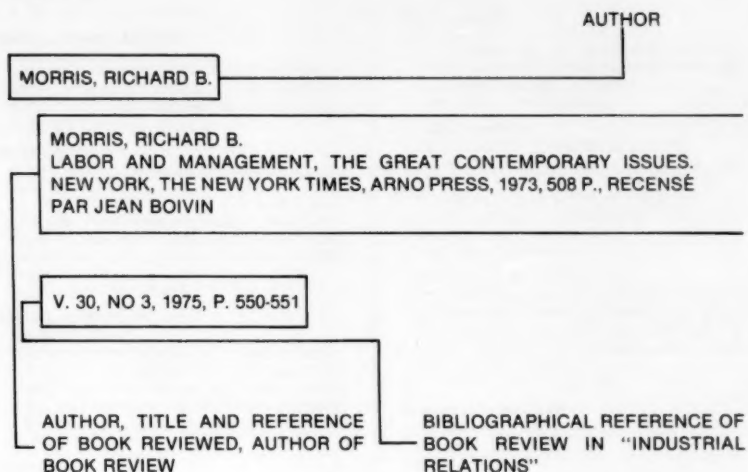 AUTHOR
MORRIS, RICHARD B.
MORRIS, RICHARD B.
LABOR AND MANAGEMENT, THE GREAT CONTEMPORARY ISSUES.
NEW YORK, THE NEW YORK TIMES, ARNO PRESS, 1973, 508 P., RECENSÉ
PAR JEAN BOIVIN
V. 30, NO 3, 1975, P. 550-551
AUTHOR, TITLE AND REFERENCE
OF BOOK REVIEWED, AUTHOR OF
BOOK REVIEW
BIBLIOGRAPHICAL REFERENCE OF
BOOK REVIEW IN "INDUSTRIAL
RELATIONS"